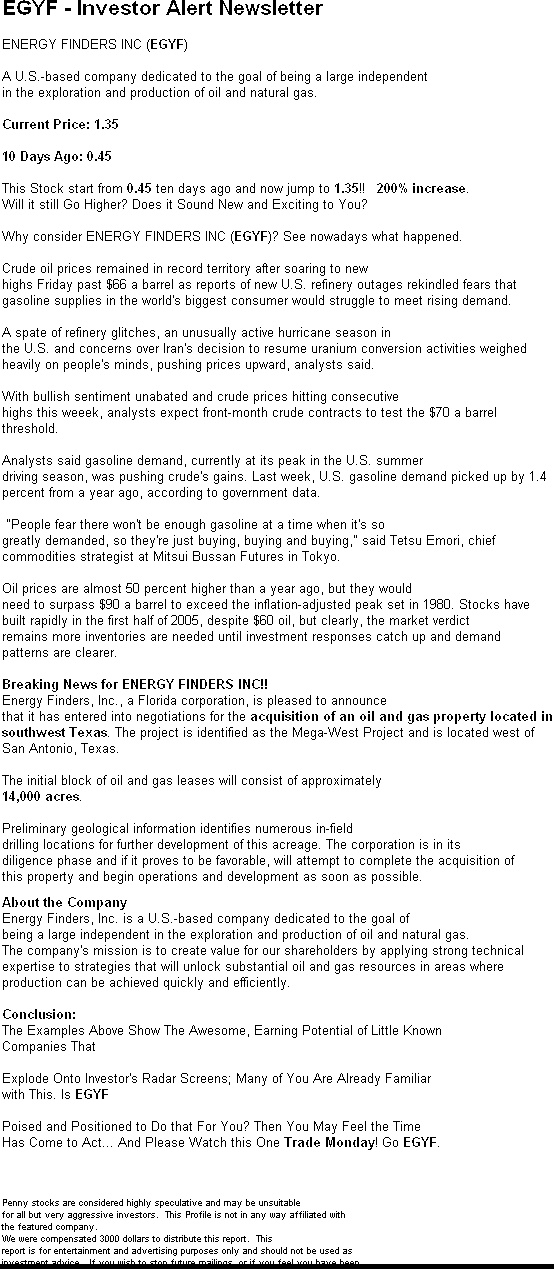 EGYF - Investor Alert Newsletter
ENERGY FINDERS INC (EGYF)
A U.S.-based company dedicated to the goal of being a large independent
in the exploration and production of oil and natural gas.
Current Price: 1.35
10 Days Ago: 0.45
This Stock start from 0.45 ten days ago and now jump to 1.35!! 200% increase.
Will it still Go Higher? Does it Sound New and Exciting to You?
Why consider ENERGY FINDERS INC (EGYF)? See nowadays what happened.
Crude oil prices remained in record territory after soaring to new
highs Friday past $66 a barrel as reports of new U.S. refinery outages rekindled fears that
gasoline supplies in the world's biggest consumer would struggle to meet rising demand.
A spate of refinery glitches, an unusually active hurricane season in
the U.S. and concerns over Iran's decision to resume uranium conversion activities weighed
heavily on people's minds, pushing prices upward, analysts said.
With bullish sentiment unabated and crude prices hitting consecutive
highs this weeek, analysts expect front-month crude contracts to test the $70 a barrel
threshold.
Analysts said gasoline demand, currently at its peak in the U.S. summer
driving season, was pushing crude's gains. Last week, U.S. gasoline demand picked up by 1.4
percent from a year ago, according to government data.
"People fear there won't be enough gasoline at a time when it's so
greatly demanded, so they're just buying, buying and buying," said Tetsu Emori, chief
commodities strategist at Mitsui Bussan Futures in Tokyo.
Oil prices are almost 50 percent higher than a year ago, but they would
need to surpass $90 a barrel to exceed the inflation-adjusted peak set in 1980. Stocks have
built rapidly in the first half of 2005, despite $60 oil, but clearly, the market verdict
remains more inventories are needed until investment responses catch up and demand
patterns are clearer.
Breaking News for ENERGY FINDERS INC!!
Energy Finders, Inc., a Florida corporation, is pleased to announce
that it has entered into negotiations for the acquisition of an oil and gas property located in
southwest Texas. The project is identified as the Mega-West Project and is located west of
San Antonio, Texas.
The initial block of oil and gas leases will consist of approximately
14,000 acres.
Preliminary geological information identifies numerous in-field
drilling locations for further development of this acreage. The corporation is in its
diligence phase and if it proves to be favorable, will attempt to complete the acquisition of
this property and begin operations and development as soon as possible.
About the Company
Energy Finders, Inc. is a U.S.-based company dedicated to the goal of
being a large independent in the exploration and production of oil and natural gas.
The company's mission is to create value for our shareholders by applying strong technical
expertise to strategies that will unlock substantial oil and gas resources in areas where
production can be achieved quickly and efficiently.
Conclusion:
The Examples Above Show The Awesome, Earning Potential of Little Known
Companies That
Explode Onto Investor's Radar Screens; Many of You Are Already Familiar
with This. Is EGYF
Poised and Positioned to Do that For You? Then You May Feel the Time
Has Come to Act... And Please Watch this One Trade Monday! Go EGYF.
Penny stocks are considered highly speculative and may be unsuitable
for all but very aggressive investors. This Profile is not in any way affiliated with
the featured company.
We were compensated 3000 dollars to distribute this report. This
report is for entertainment and advertising purposes only and should not be used as
investment advice. If you wish to stop future mailings, or if you feel you have been